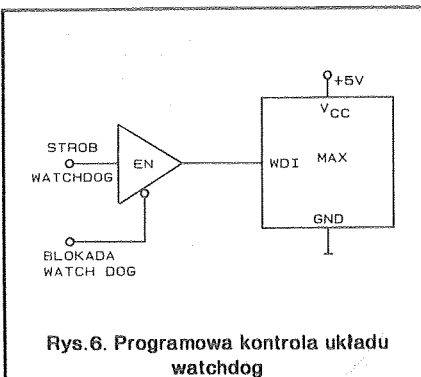 +5V
VCC
STROB
WATCHDOG
EN
WDI
MAX
GND
BLOKADA
WATCH DOG
Rys.6. Programowa kontrola układu
watchdog